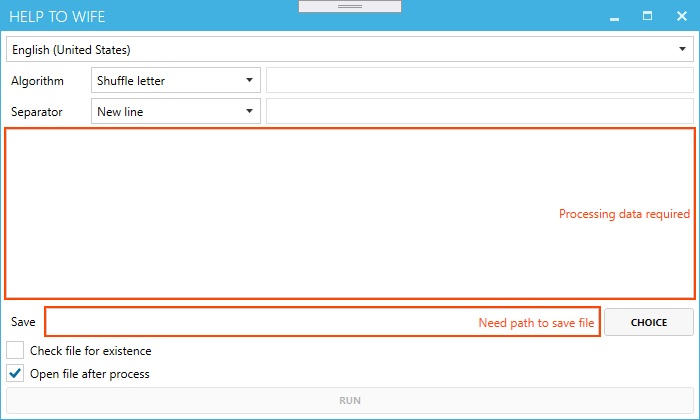 HELP TO WIFE
English (United States)
Algorithm Shuffle letter
Separator New line
Processing data required
Save Need path to save file CHOICE
Check file for existence
Open file after process
RUN